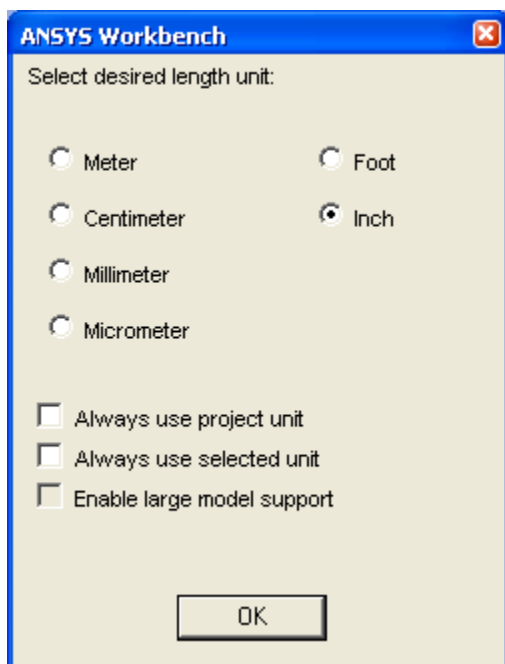 ANSYS Workbench
Select desired length unit:
Meter
Foot
Centimeter
Inch
Millimeter
Micrometer
Always use project unit
Always use selected unit
Enable large model support
OK